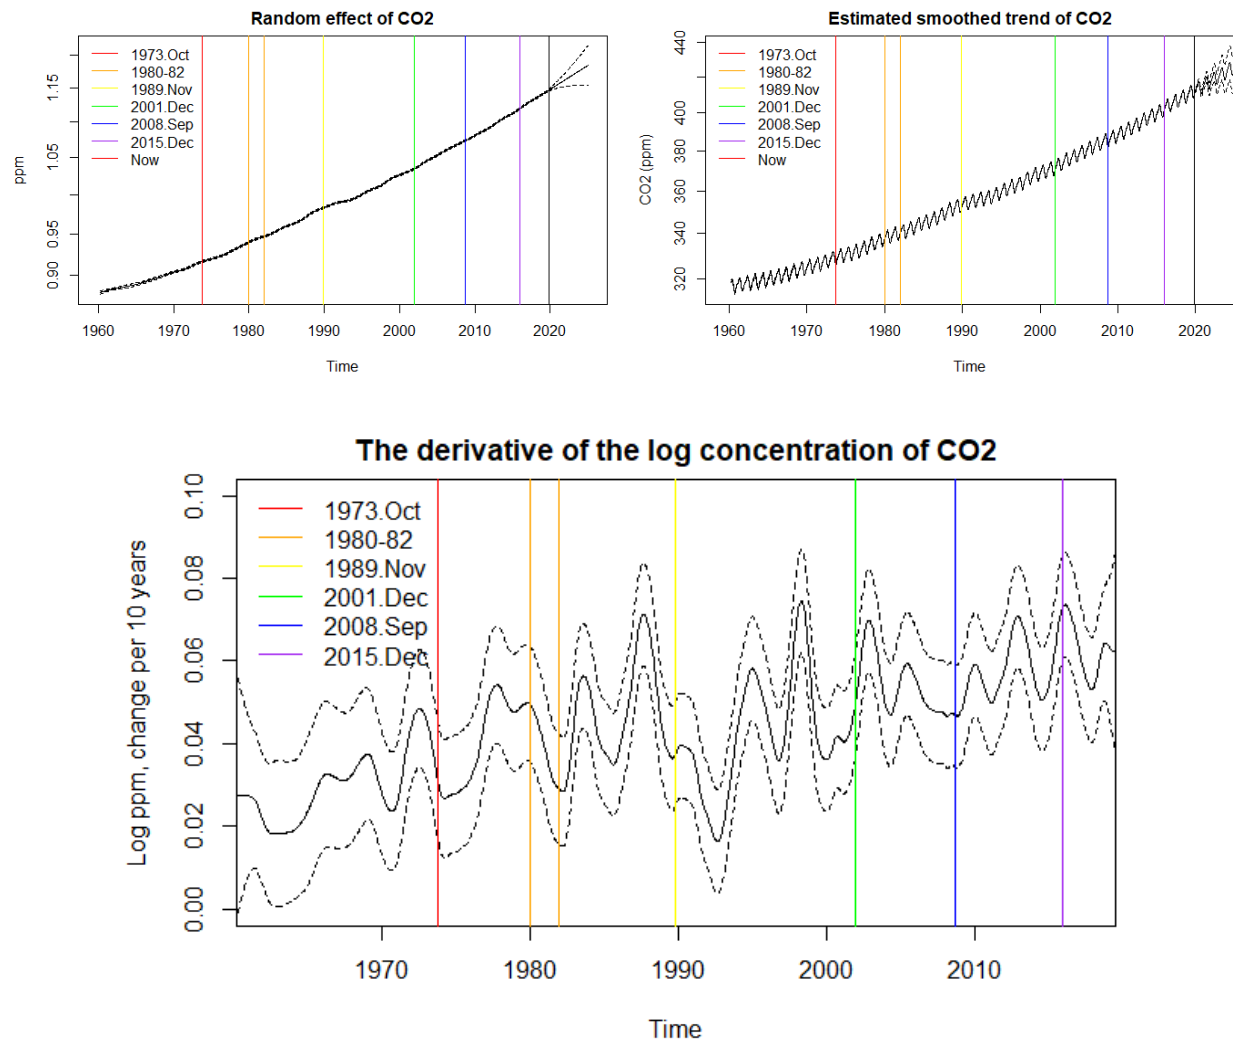 Random effect of CO2
ppm
0.90
0.95
1.05
1.15
1973.Oct
1980-82
1989.Nov
2001.Dec
2008.Sep
2015.Dec
Now
1960 1970 1980 1990 2000 2010 2020
Time
Estimated smoothed trend of CO2
CO2 (ppm)
320
340
360
380
400
440
1973.Oct
1980-82
1989.Nov
2001.Dec
2008.Sep
2015.Dec
Now
1960 1970 1980 1990 2000 2010 2020
Time
The derivative of the log concentration of CO2
Log ppm, change per 10 years
0.00
0.02
0.04
0.06
0.08
0.10
1973.Oct
1980-82
1989.Nov
2001.Dec
2008.Sep
2015.Dec
1970 1980 1990 2000 2010
Time